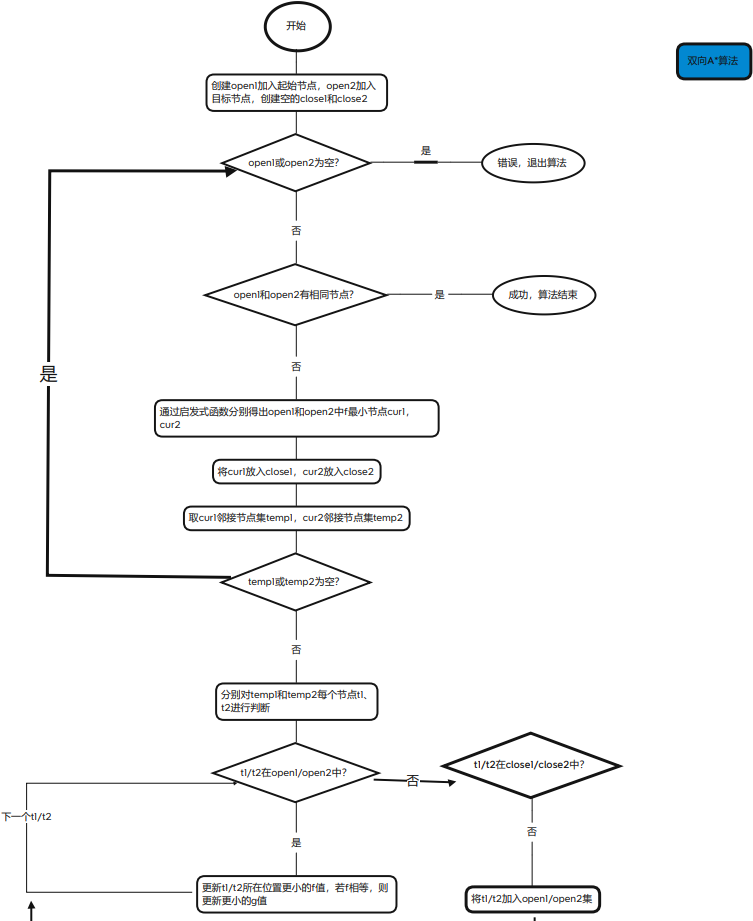 开始
双向A*算法
创建open1加入起始节点，open2加入
目标节点，创建空的close1和close2
open1或open2为空?
是
错误，退出算法
否
open1和open2有相同节点?
是
成功，算法结束
否
是
通过启发式函数分别得出open1和open2中f最小节点cur1，
cur2
将cur1放入close1，cur2放入close2
取cur1邻接节点集temp1，cur2邻接节点集temp2
temp1或temp2为空?
否
分别对temp1和temp2每个节点t1、
t2进行判断
t1/t2在open1/open2中?
否
t1/t2在close1/close2中?
下一个t1/t2
是
否
更新t1/t2所在位置更小的f值，若f相等，则
更新更小的g值
将t1/t2加入open1/open2集